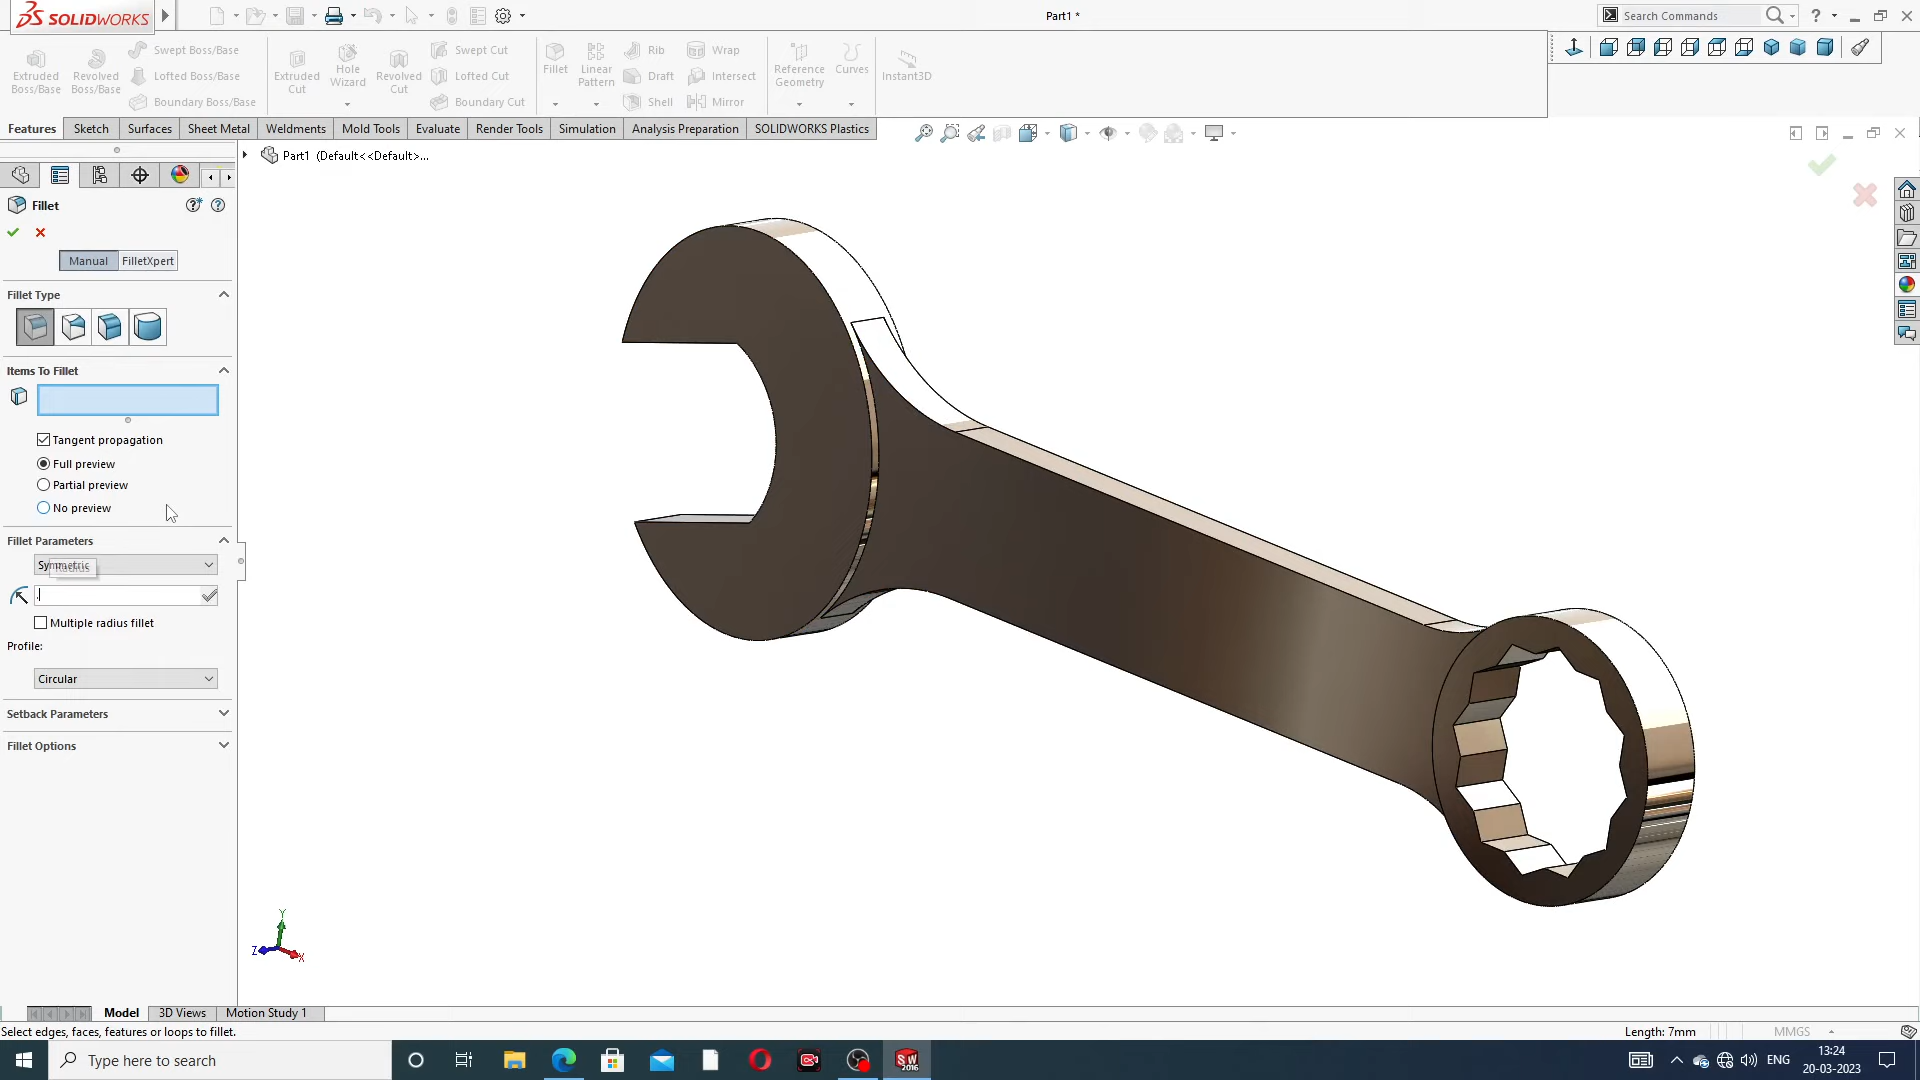 SOLIDWORKS
Part1 *
Search Commands
?
Extruded Boss/Base
Revolved Boss/Base
Swept Boss/Base
Lofted Boss/Base
Boundary Boss/Base
Extruded Cut
Hole Wizard
Revolved Cut
Swept Cut
Lofted Cut
Boundary Cut
Fillet
Linear Pattern
Rib
Draft
Shell
Wrap
Intersect
Mirror
Reference Geometry
Curves
Instant3D
Features
Sketch
Surfaces
Sheet Metal
Weldments
Mold Tools
Evaluate
Render Tools
Simulation
Analysis Preparation
SOLIDWORKS Plastics
Part1 (Default<<Default>...
Fillet
Manual
FilletXpert
Fillet Type
Items To Fillet
Tangent propagation
Full preview
Partial preview
No preview
Fillet Parameters
Symmetric
Radius
.
Multiple radius fillet
Profile:
Circular
Setback Parameters
Fillet Options
Y
Z
X
Model
3D Views
Motion Study 1
Select edges, faces, features or loops to fillet.
Length: 7mm
MMGS
Type here to search
SW
2016
ENG
13:24
20-03-2023